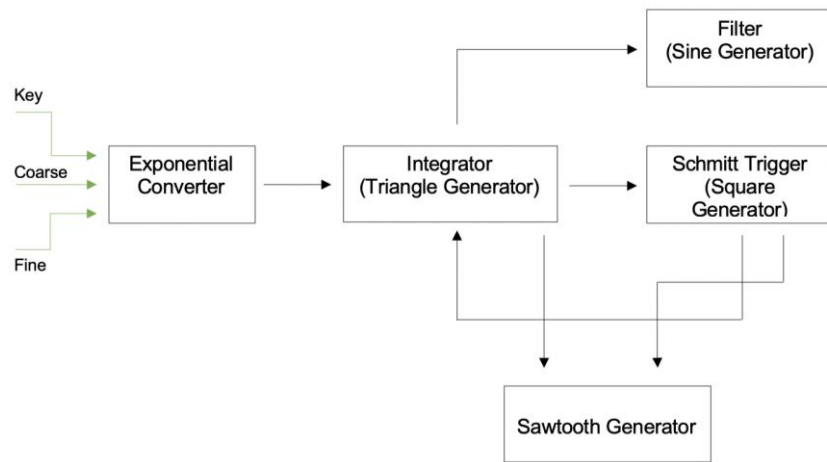 Filter
(Sine Generator)
Key
Coarse
Fine
Exponential
Converter
Integrator
(Triangle Generator)
Schmitt Trigger
(Square
Generator)
Sawtooth Generator